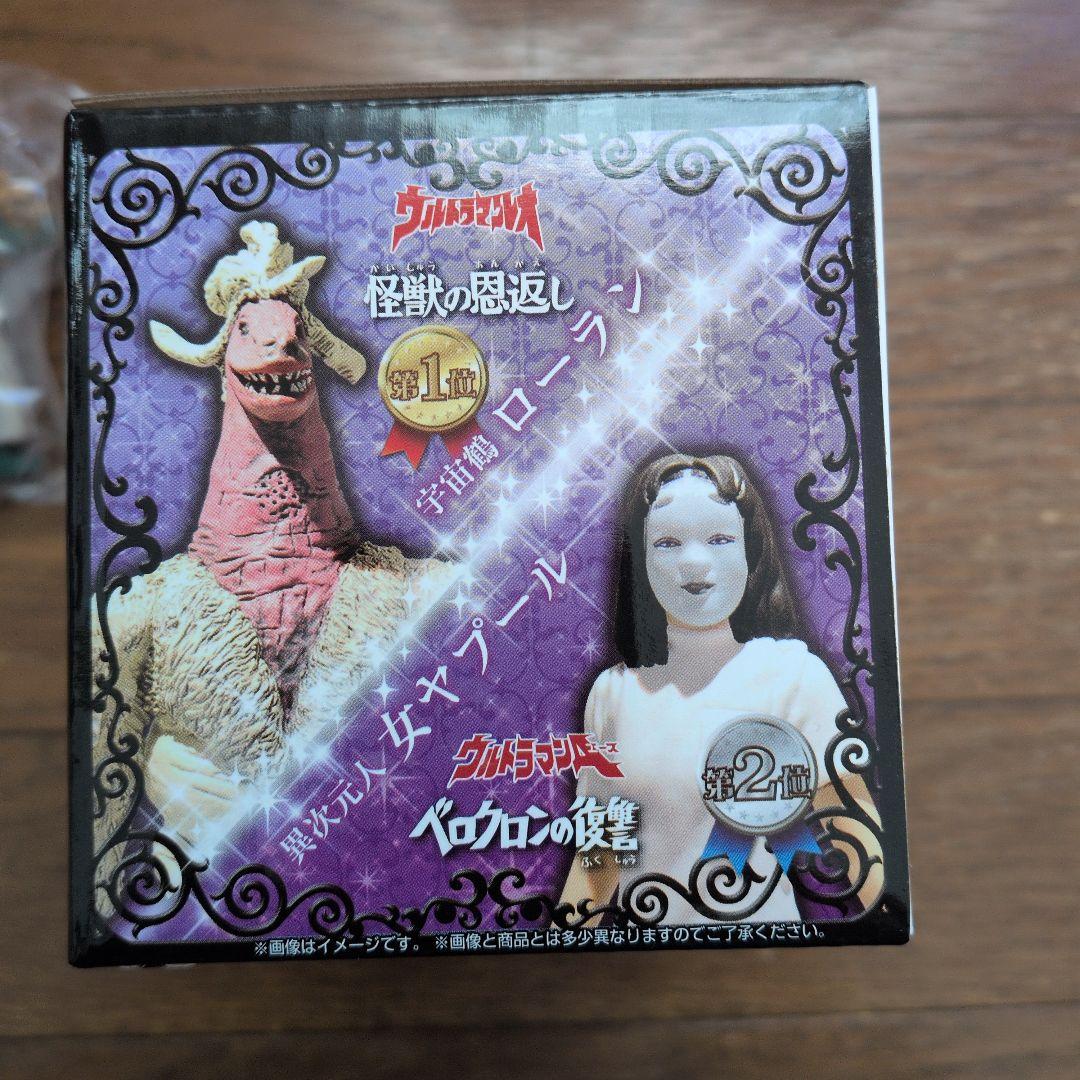 ウルトラマンレオ
かいじゅう おんがえ
怪獣の恩返し
第1位
宇宙鶴 ローラン
異次元人 女ヤプール
ウルトラマンA
エース
第2位
ベロクロンの復讐
ふくしゅう
※画像はイメージです。 ※画像と商品とは多少異なりますのでご了承ください。